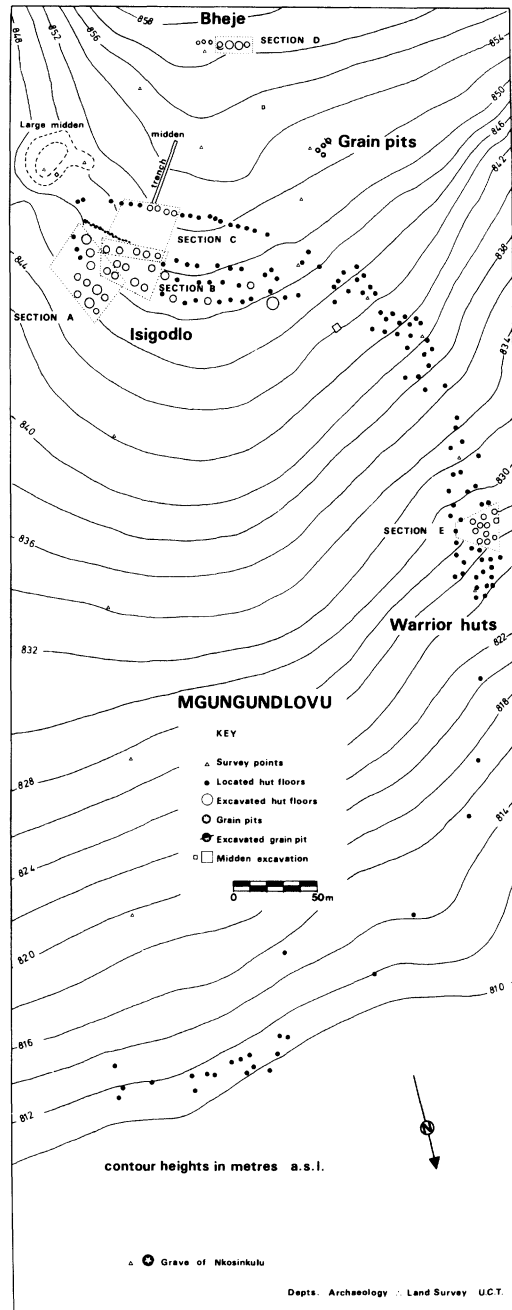 858
Bheje
848
852
856
SECTION D
854
850
846
Large midden
midden
trench
Grain pits
838
SECTION C
844
SECTION B
SECTION A
Isigodlo
834
840
830
836
SECTION E
Warrior huts
822
832
818
MGUNGUNDLOVU
KEY
Survey points
Located hut floors
828
Excavated hut floors
814
Grain pits
Excavated grain pit
Midden excavation
824
0 50m
820
810
816
812
N
contour heights in metres a.s.l.
Grave of Nkosinkulu
Depts. Archaeology ∴ Land Survey U.C.T.